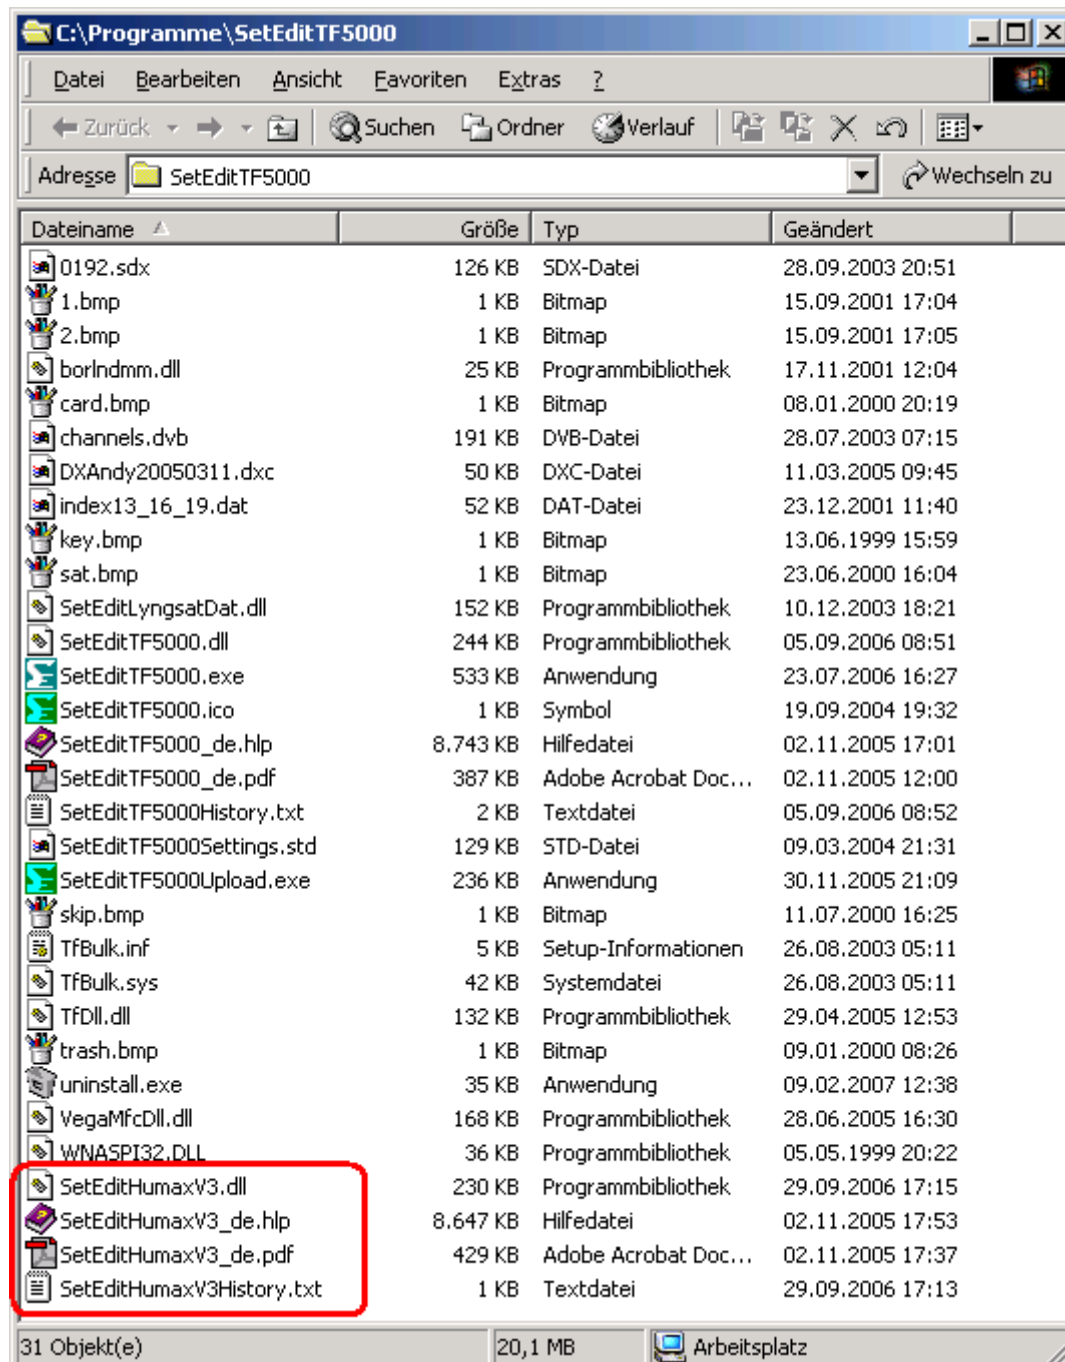 C:\Programme\SetEditTF5000
Datei Bearbeiten Ansicht Favoriten Extras ?
Zurück Suchen Ordner Verlauf
Adresse SetEditTF5000 Wechseln zu
Dateiname Größe Typ Geändert
0192.sdx 126 KB SDX-Datei 28.09.2003 20:51
1.bmp 1 KB Bitmap 15.09.2001 17:04
2.bmp 1 KB Bitmap 15.09.2001 17:05
borlndmm.dll 25 KB Programmbibliothek 17.11.2001 12:04
card.bmp 1 KB Bitmap 08.01.2000 20:19
channels.dvb 191 KB DVB-Datei 28.07.2003 07:15
DXAndy20050311.dxc 50 KB DXC-Datei 11.03.2005 09:45
index13_16_19.dat 52 KB DAT-Datei 23.12.2001 11:40
key.bmp 1 KB Bitmap 13.06.1999 15:59
sat.bmp 1 KB Bitmap 23.06.2000 16:04
SetEditLyngsatDat.dll 152 KB Programmbibliothek 10.12.2003 18:21
SetEditTF5000.dll 244 KB Programmbibliothek 05.09.2006 08:51
SetEditTF5000.exe 533 KB Anwendung 23.07.2006 16:27
SetEditTF5000.ico 1 KB Symbol 19.09.2004 19:32
SetEditTF5000_de.hlp 8.743 KB Hilfedatei 02.11.2005 17:01
SetEditTF5000_de.pdf 387 KB Adobe Acrobat Doc... 02.11.2005 12:00
SetEditTF5000History.txt 2 KB Textdatei 05.09.2006 08:52
SetEditTF5000Settings.std 129 KB STD-Datei 09.03.2004 21:31
SetEditTF5000Upload.exe 236 KB Anwendung 30.11.2005 21:09
skip.bmp 1 KB Bitmap 11.07.2000 16:25
TfBulk.inf 5 KB Setup-Informationen 26.08.2003 05:11
TfBulk.sys 42 KB Systemdatei 26.08.2003 05:11
TfDll.dll 132 KB Programmbibliothek 29.04.2005 12:53
trash.bmp 1 KB Bitmap 09.01.2000 08:26
uninstall.exe 35 KB Anwendung 09.02.2007 12:38
VegaMfcDll.dll 168 KB Programmbibliothek 28.06.2005 16:30
WNASPI32.DLL 36 KB Programmbibliothek 05.05.1999 20:22
SetEditHumaxV3.dll 230 KB Programmbibliothek 29.09.2006 17:15
SetEditHumaxV3_de.hlp 8.647 KB Hilfedatei 02.11.2005 17:53
SetEditHumaxV3_de.pdf 429 KB Adobe Acrobat Doc... 02.11.2005 17:37
SetEditHumaxV3History.txt 1 KB Textdatei 29.09.2006 17:13
31 Objekt(e) 20,1 MB Arbeitsplatz